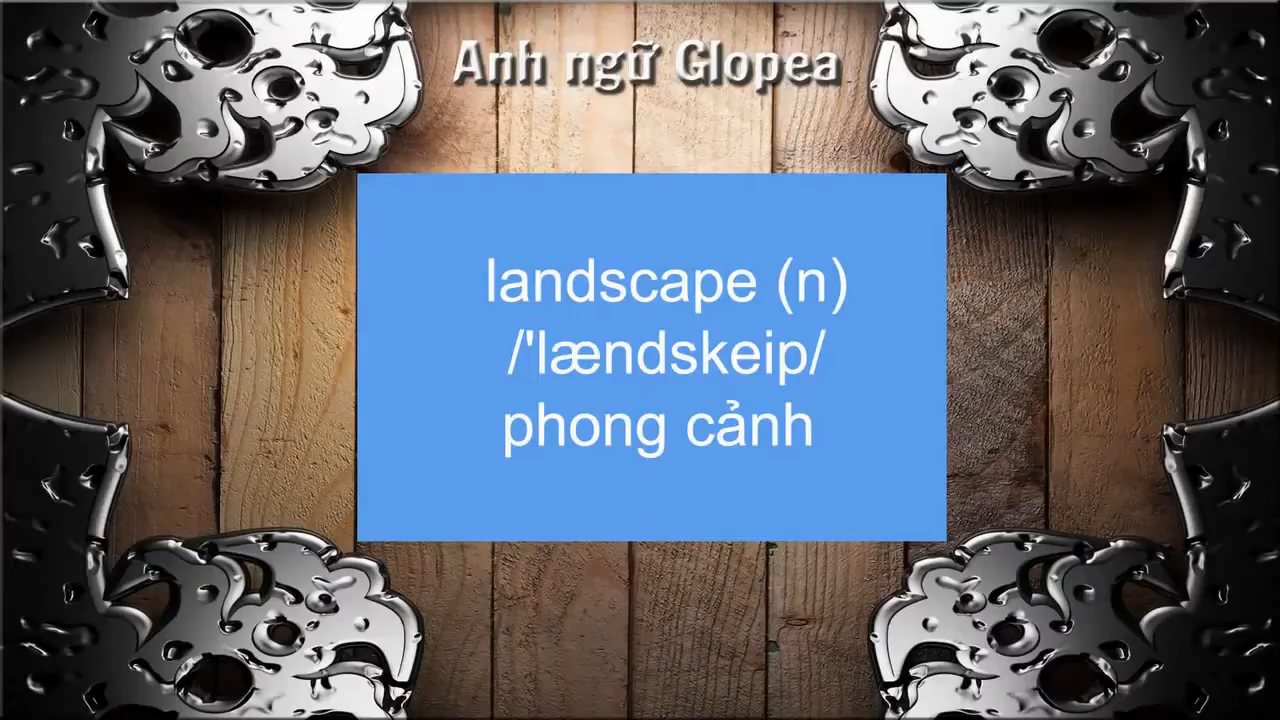 Anh ngữ Glopea
landscape (n)
/'lændskeip/
phong cảnh